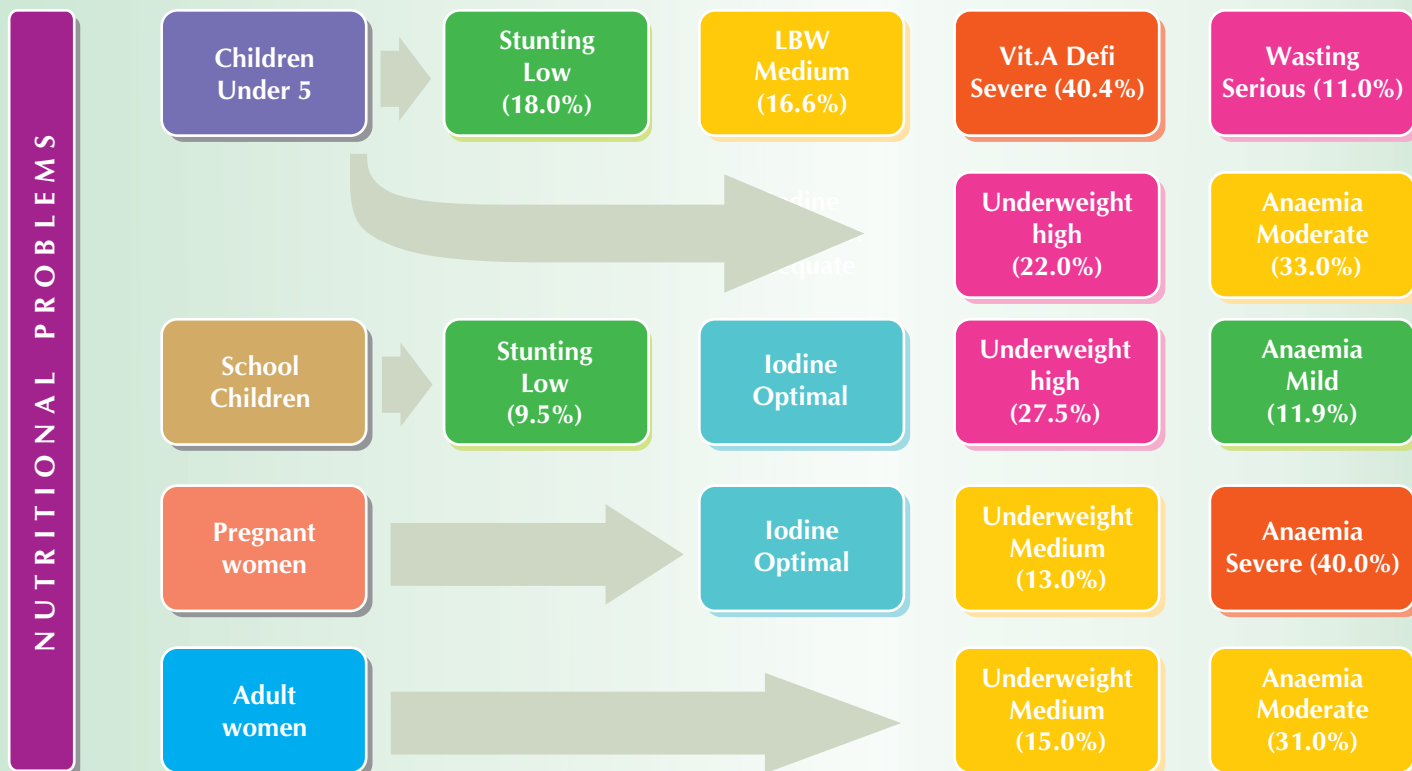 NUTRITIONAL PROBLEMS
Children
Under 5
Stunting
Low
(18.0%)
LBW
Medium
(16.6%)
Vit.A Defi
Severe (40.4%)
Wasting
Serious (11.0%)
Underweight
high
(22.0%)
Anaemia
Moderate
(33.0%)
School
Children
Stunting
Low
(9.5%)
Iodine
Optimal
Underweight
high
(27.5%)
Anaemia
Mild
(11.9%)
Pregnant
women
Iodine
Optimal
Underweight
Medium
(13.0%)
Anaemia
Severe (40.0%)
Adult
women
Underweight
Medium
(15.0%)
Anaemia
Moderate
(31.0%)